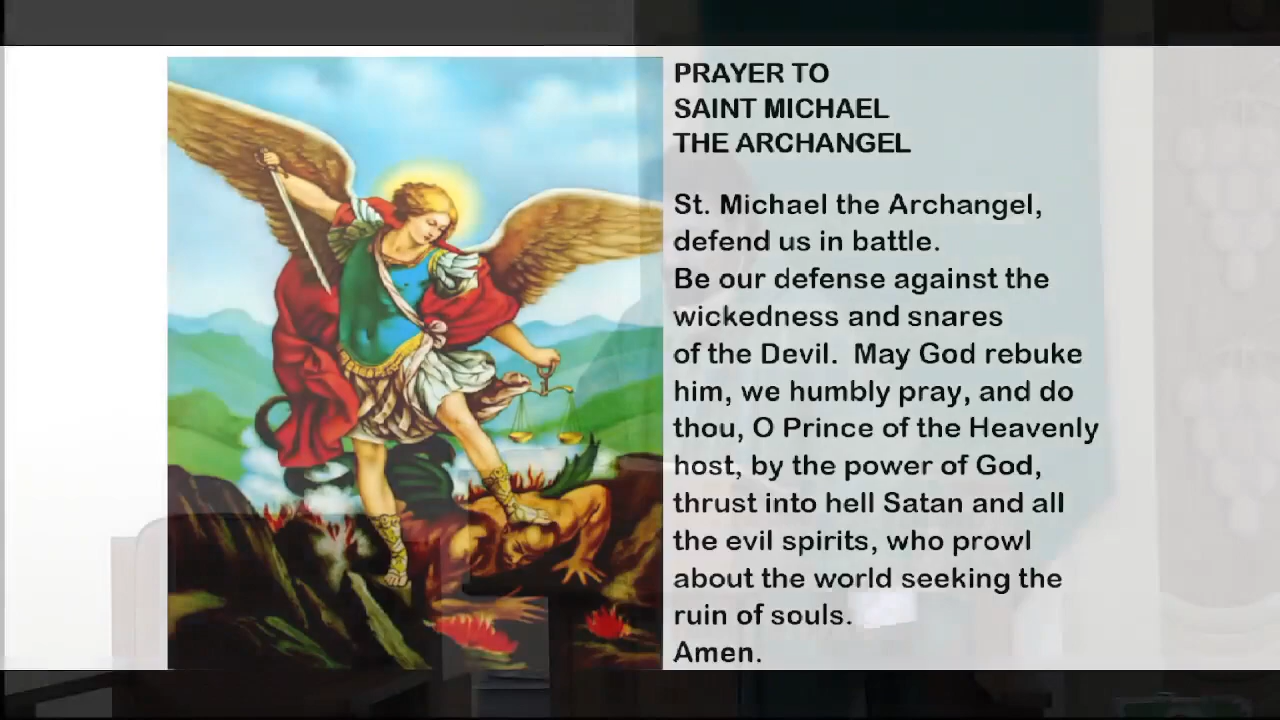 PRAYER TO
SAINT MICHAEL
THE ARCHANGEL
St. Michael the Archangel,
defend us in battle.
Be our defense against the
wickedness and snares
of the Devil.  May God rebuke
him, we humbly pray, and do
thou, O Prince of the Heavenly
host, by the power of God,
thrust into hell Satan and all
the evil spirits, who prowl
about the world seeking the
ruin of souls.
Amen.